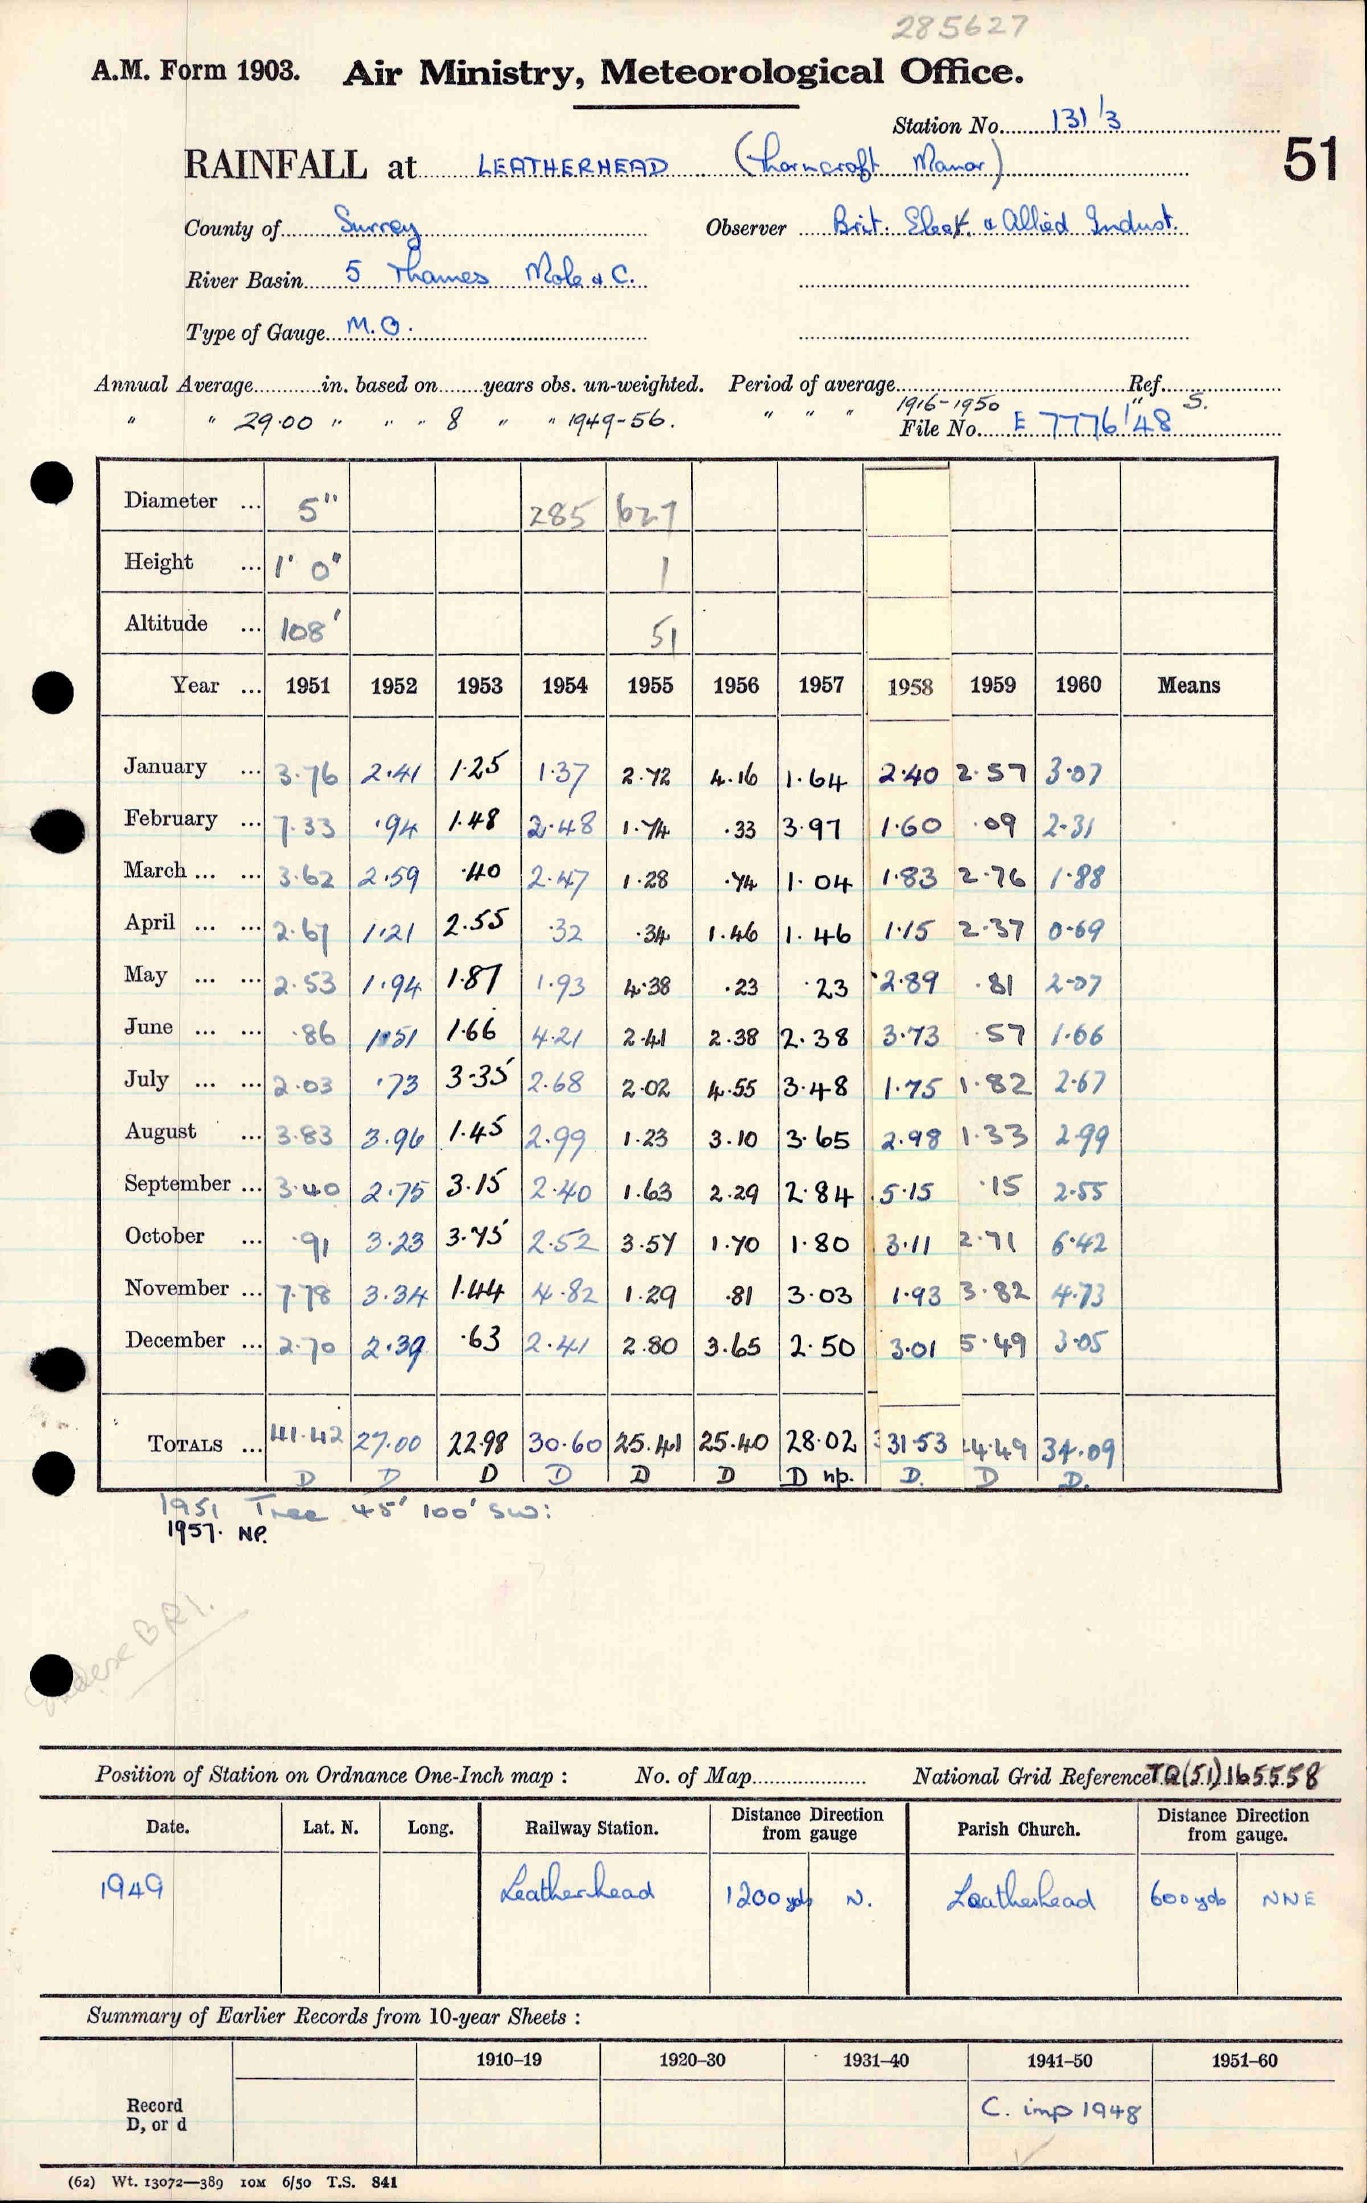 285627
A.M. Form 1903. Air Ministry, Meteorological Office.
Station No. 131/3
51
RAINFALL at LEATHERHEAD (Thorncroft Manor)
County of Surrey Observer Brit. Elect. & Allied Indust.
River Basin 5 Thames Mole & C.
Type of Gauge M.O.
Annual Average in. based on years obs. un-weighted. Period of average Ref.
" " 29.00 " " " 8 " " 1949-56. " " " 1916-1950 " S.
File No. E 7776/48
Diameter ... 5" 285 627
Height ... 1' 0" 1
Altitude ... 108' 51
Year ... 1951 1952 1953 1954 1955 1956 1957 1958 1959 1960 Means
January ... 3.76 2.41 1.25 1.37 2.72 4.16 1.64 2.40 2.57 3.07
February ... 7.33 .94 1.48 2.48 1.74 .33 3.97 1.60 .09 2.31
March ... ... 3.62 2.59 .40 2.47 1.28 .74 1.04 1.83 2.76 1.88
April ... ... 2.67 1.21 2.55 .32 .34 1.46 1.46 1.15 2.37 0.69
May ... ... 2.53 1.94 1.87 1.93 4.38 .23 .23 2.89 .81 2.07
June ... ... .86 1.51 1.66 4.21 2.41 2.38 2.38 3.73 .57 1.66
July ... ... 2.03 .73 3.35 2.68 2.02 4.55 3.48 1.75 1.82 2.67
August ... 3.83 3.96 1.45 2.99 1.23 3.10 3.65 2.98 1.33 2.99
September ... 3.40 2.75 3.15 2.40 1.63 2.29 2.84 5.15 .15 2.55
October ... .91 3.23 3.75 2.52 3.57 1.70 1.80 3.11 2.71 6.42
November ... 7.78 3.34 1.44 4.82 1.29 .81 3.03 1.93 3.82 4.73
December ... 2.70 2.39 .63 2.41 2.80 3.65 2.50 3.01 5.49 3.05
TOTALS ... 41.42 27.00 22.98 30.60 25.41 25.40 28.02 31.53 24.49 34.09
D D D D D D D np. D. D D.
1951 Tree 45' 100' SW:
1957. NP.
BRI.
Position of Station on Ordnance One-Inch map : No. of Map National Grid Reference TQ(51)165558
Date. Lat. N. Long. Railway Station. Distance Direction from gauge Parish Church. Distance Direction from gauge.
1949 Leatherhead 1200 yds N. Leatherhead 600 yds NNE
Summary of Earlier Records from 10-year Sheets :
1910–19 1920–30 1931–40 1941–50 1951–60
Record
D, or d C. imp 1948
(62) Wt. 13072—389 10M 6/50 T.S. 841